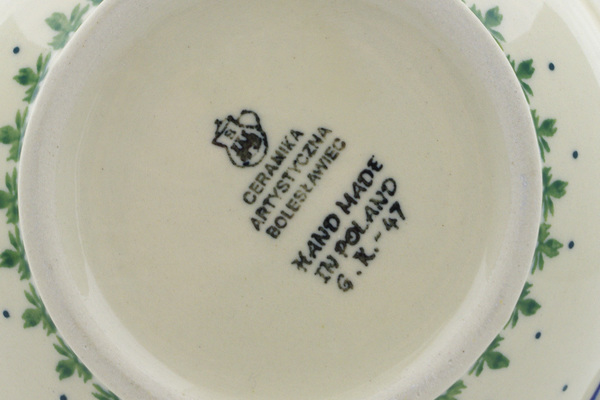 CERAMIKA
ARTYSTYCZNA
BOLESŁAWIEC
HAND MADE
IN POLAND
G. K. - 47